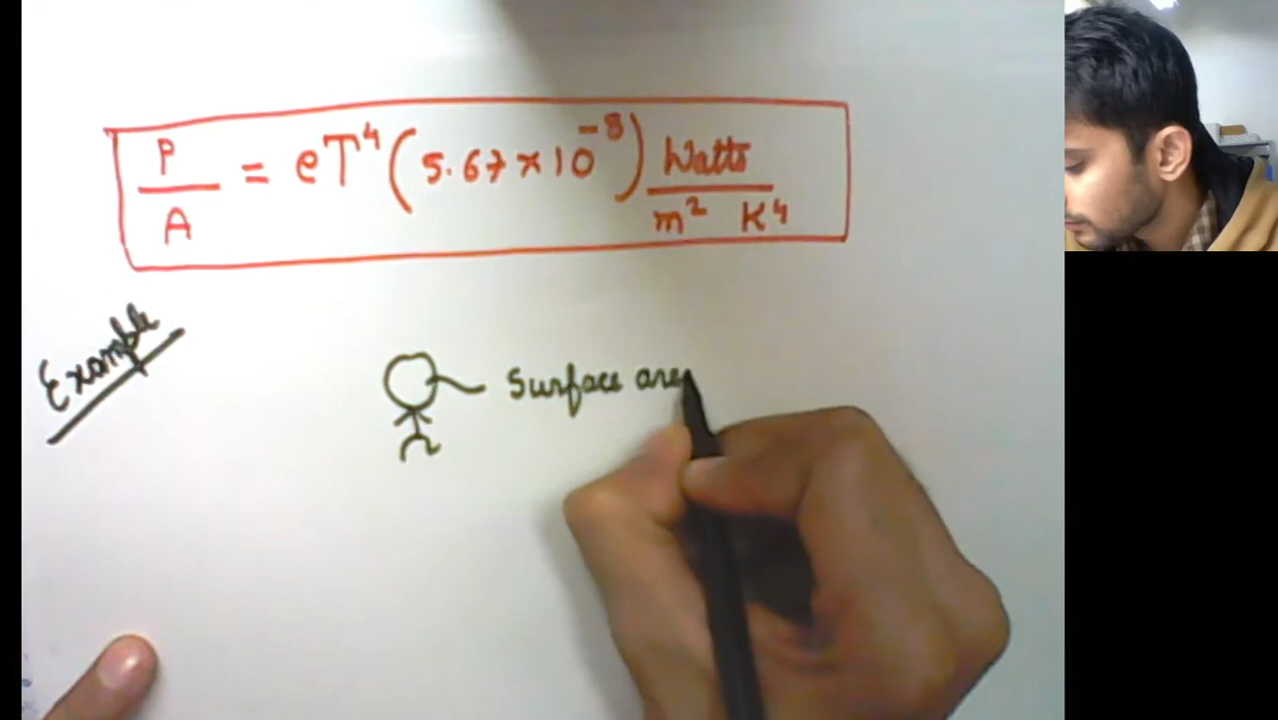 P/A = eT⁴ (5.67 × 10⁻⁸) Watts/m² K⁴
Example
Surface are